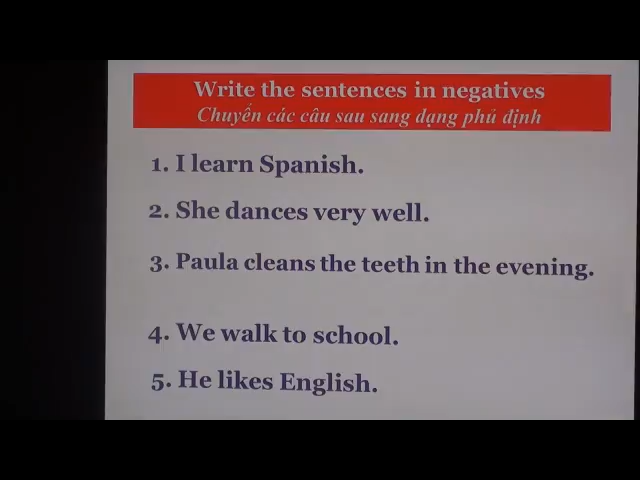 Write the sentences in negatives
Chuyển các câu sau sang dạng phủ định
1. I learn Spanish.
2. She dances very well.
3. Paula cleans the teeth in the evening.
4. We walk to school.
5. He likes English.